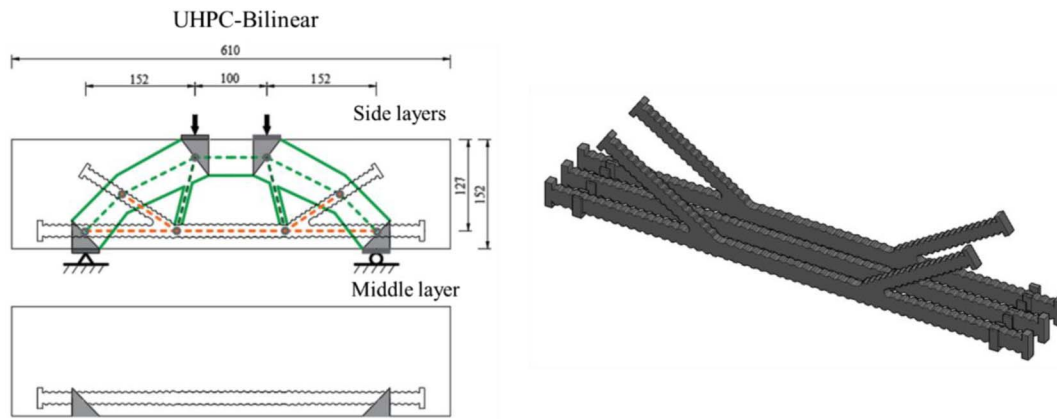 UHPC-Bilinear
610
152 100 152
Side layers
127
152
Middle layer